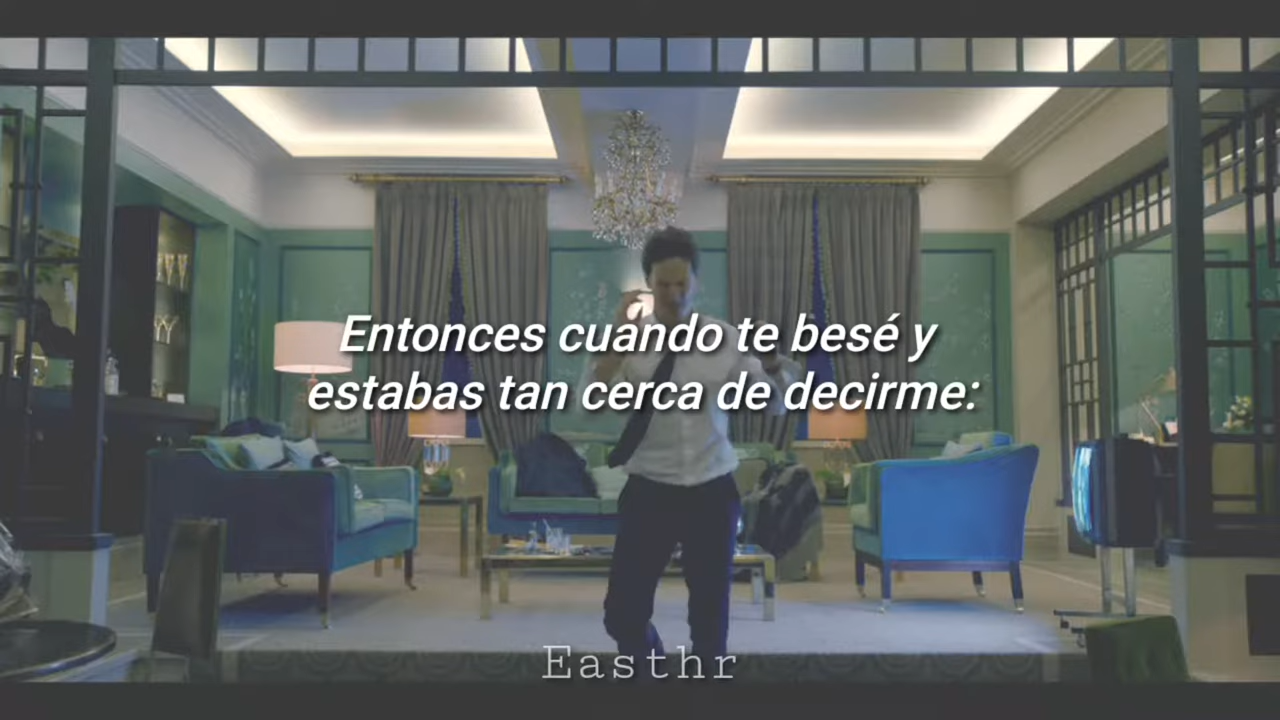 Entonces cuando te besé y
estabas tan cerca de decirme:
Easthr